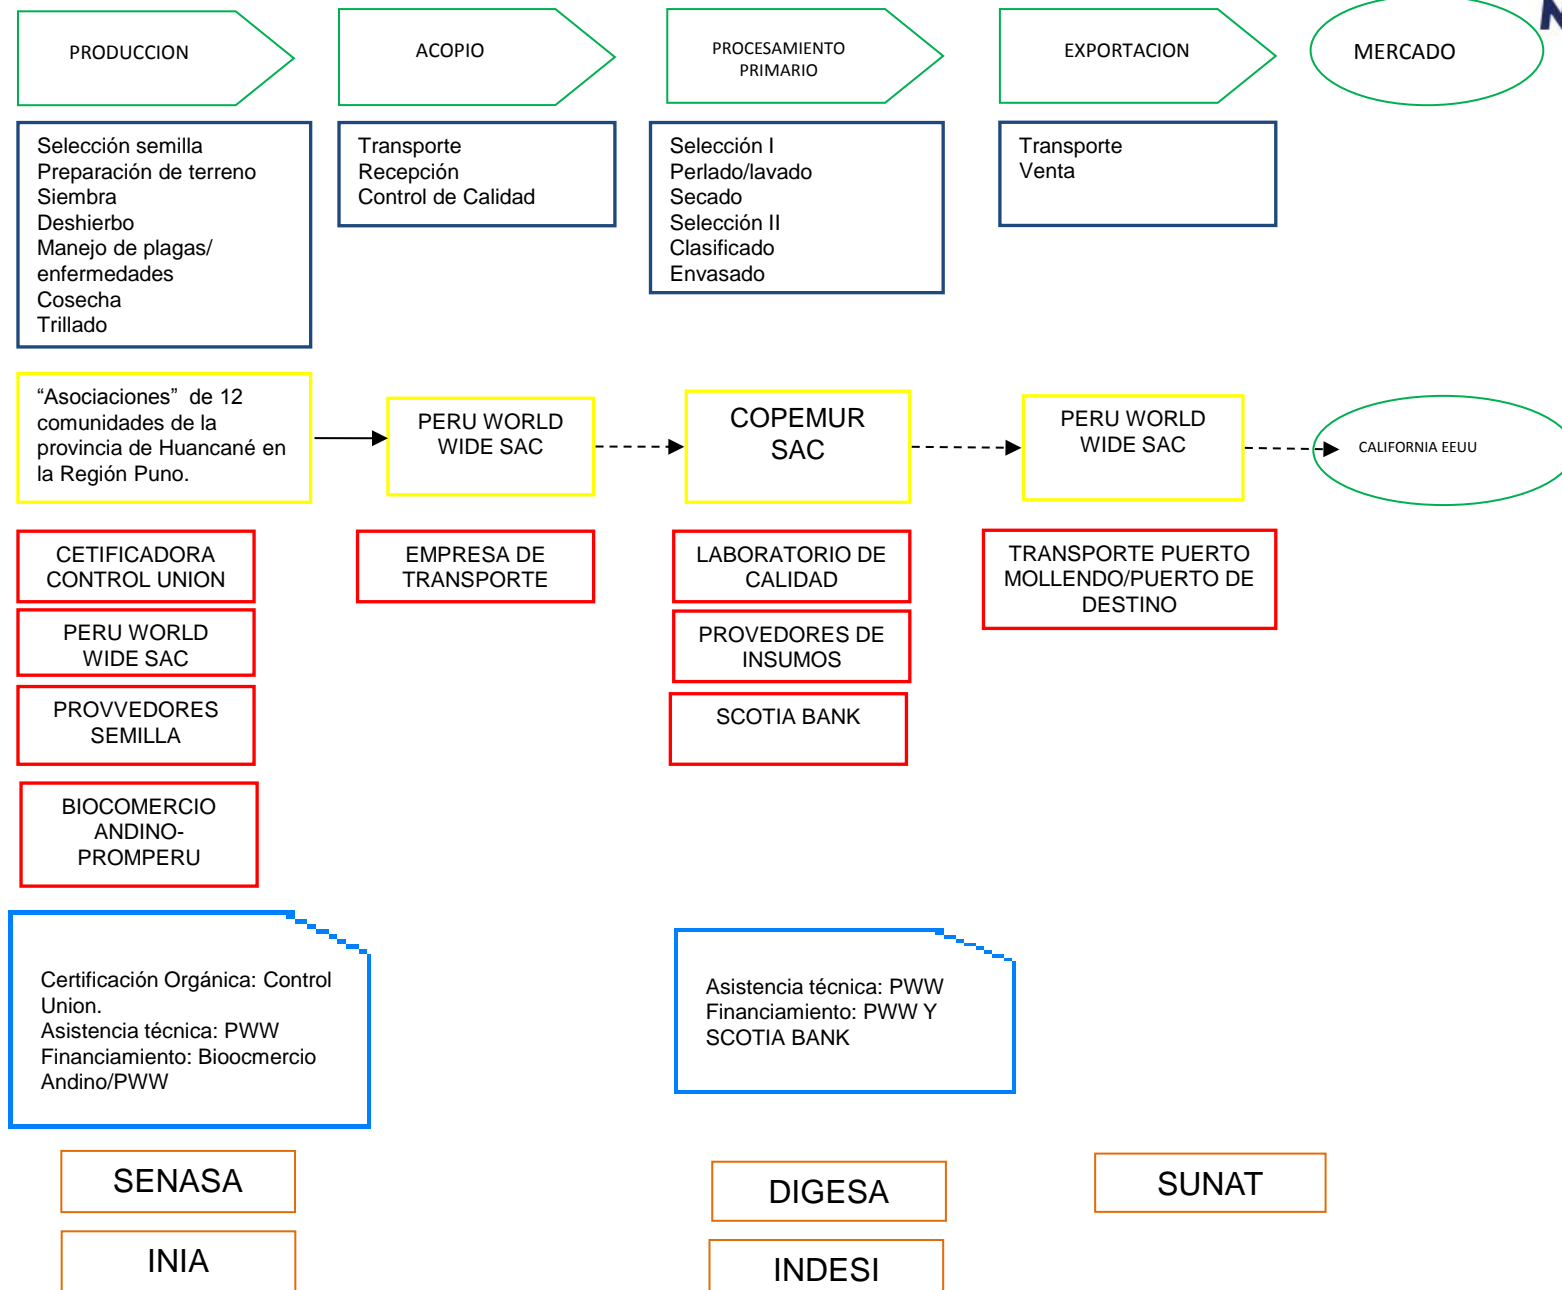 PRODUCCION
ACOPIO
PROCESAMIENTO
PRIMARIO
EXPORTACION
MERCADO
N
Selección semilla
Preparación de terreno
Siembra
Deshierbo
Manejo de plagas/
enfermedades
Cosecha
Trillado
Transporte
Recepción
Control de Calidad
Selección I
Perlado/lavado
Secado
Selección II
Clasificado
Envasado
Transporte
Venta
“Asociaciones” de 12
comunidades de la
provincia de Huancané en
la Región Puno.
PERU WORLD
WIDE SAC
COPEMUR
SAC
PERU WORLD
WIDE SAC
CALIFORNIA EEUU
CETIFICADORA
CONTROL UNION
PERU WORLD
WIDE SAC
PROVVEDORES
SEMILLA
BIOCOMERCIO
ANDINO-
PROMPERU
EMPRESA DE
TRANSPORTE
LABORATORIO DE
CALIDAD
PROVEDORES DE
INSUMOS
SCOTIA BANK
TRANSPORTE PUERTO
MOLLENDO/PUERTO DE
DESTINO
Certificación Orgánica: Control
Union.
Asistencia técnica: PWW
Financiamiento: Bioocmercio
Andino/PWW
Asistencia técnica: PWW
Financiamiento: PWW Y
SCOTIA BANK
SENASA
INIA
DIGESA
INDESI
SUNAT